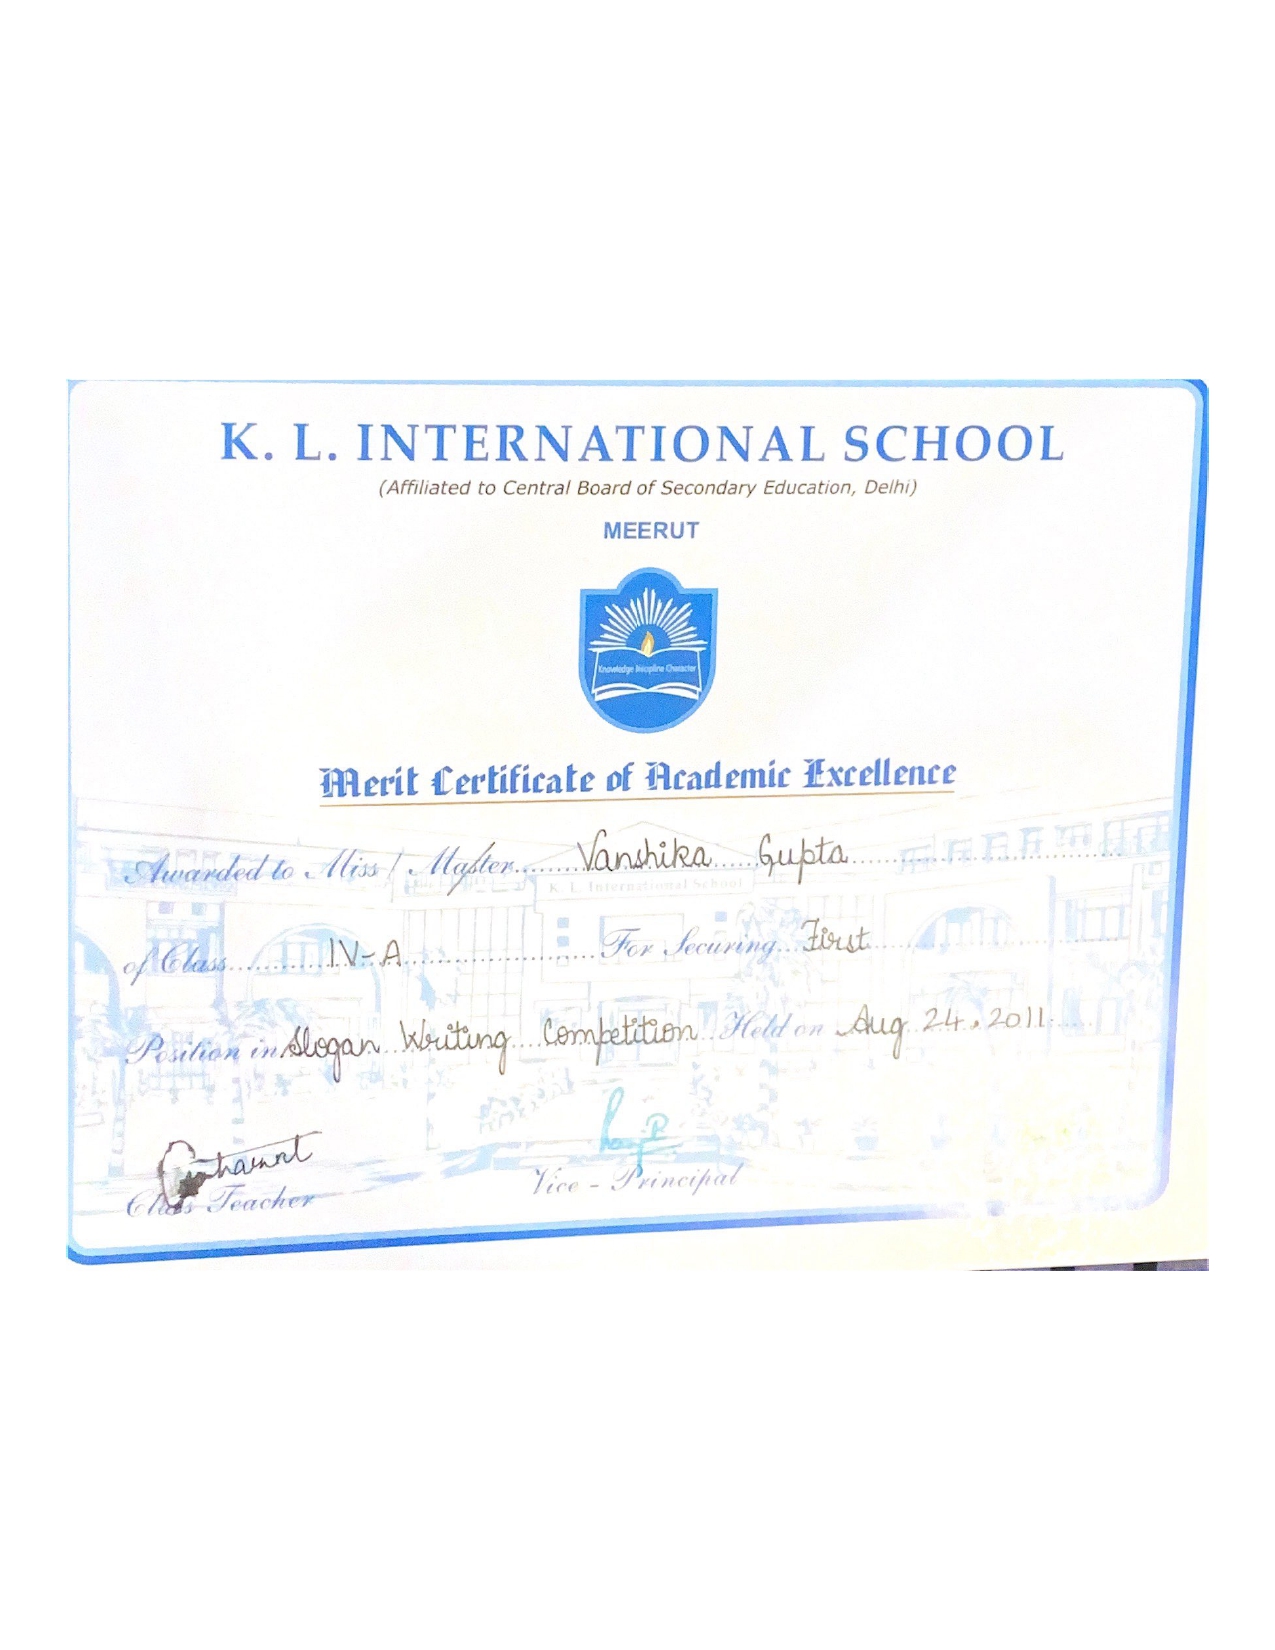 K. L. INTERNATIONAL SCHOOL
(Affiliated to Central Board of Secondary Education, Delhi)
MEERUT
Knowledge Discipline Character
Merit Certificate of Academic Excellence
Awarded to Miss / Master Vanshika Gupta
K. L. International School
of Class IV-A For Securing First
Position in Slogan Writing Competition Held on Aug 24, 2011
Class Teacher Vice - Principal